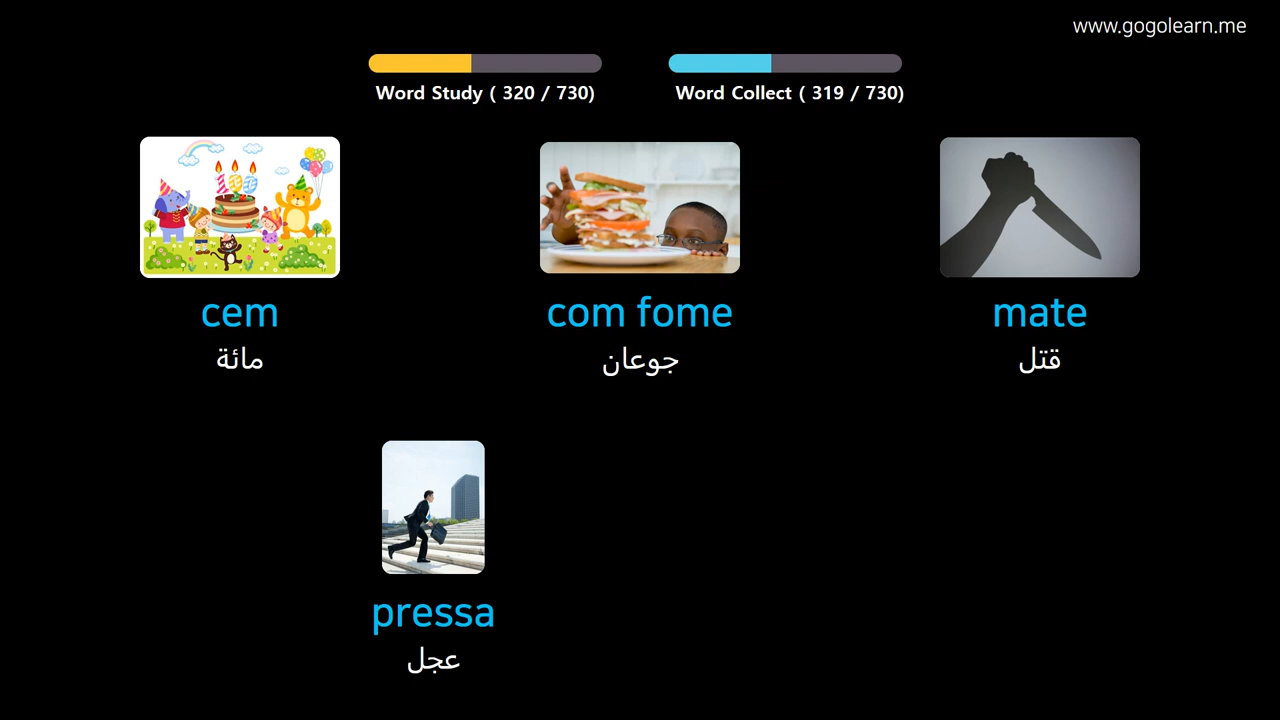 www.gogolearn.me
Word Study ( 320 / 730)
Word Collect ( 319 / 730)
100
cem
مائة
com fome
جوعان
mate
قتل
pressa
عجل